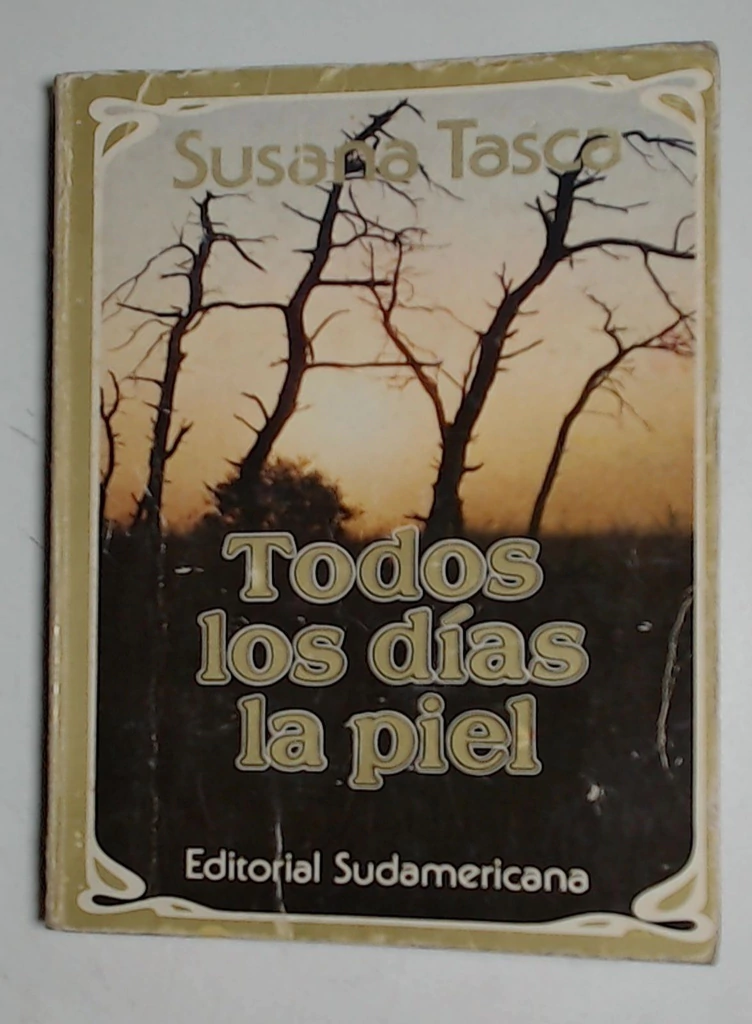 Susana Tasca
Todos
los días
la piel
Editorial Sudamericana